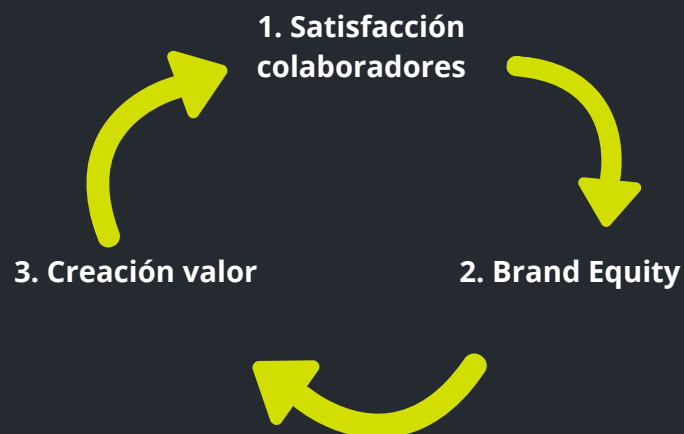 1. Satisfacción
colaboradores
3. Creación valor
2. Brand Equity